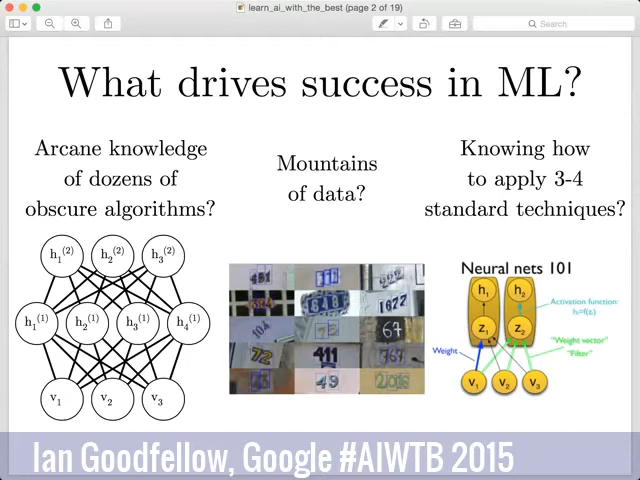 learn_ai_with_the_best (page 2 of 19)
Search
What drives success in ML?
Arcane knowledge
of dozens of
obscure algorithms?
Mountains
of data?
Knowing how
to apply 3-4
standard techniques?
h1(2) h2(2) h3(2)
h1(1) h2(1) h3(1) h4(1)
v1 v2 v3
1622
67
72 411 767
49
Neural nets 101
h1 h2
Activation function:
z1 z2
Weight
"Weight vector"
"Filter"
v1 v2 v3
Ian Goodfellow, Google #AIWTB 2015